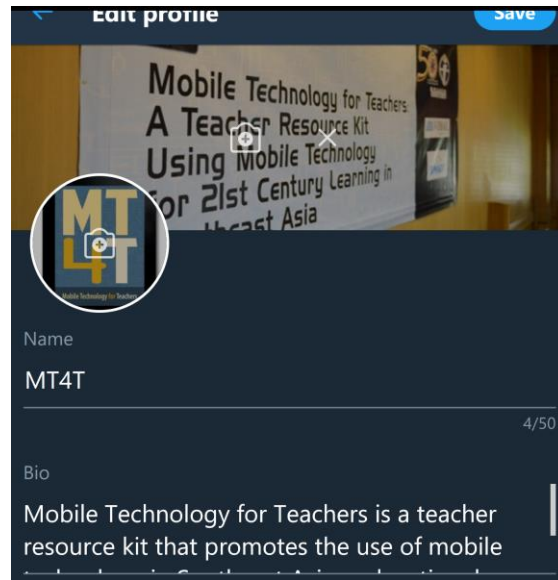 Edit profile
Save
Mobile Technology for Teachers:
A Teacher Resource Kit
Using Mobile Technology
for 21st Century Learning in
Southeast Asia
MT
4T
Mobile Technology for Teachers
Name
MT4T
4/50
Bio
Mobile Technology for Teachers is a teacher
resource kit that promotes the use of mobile